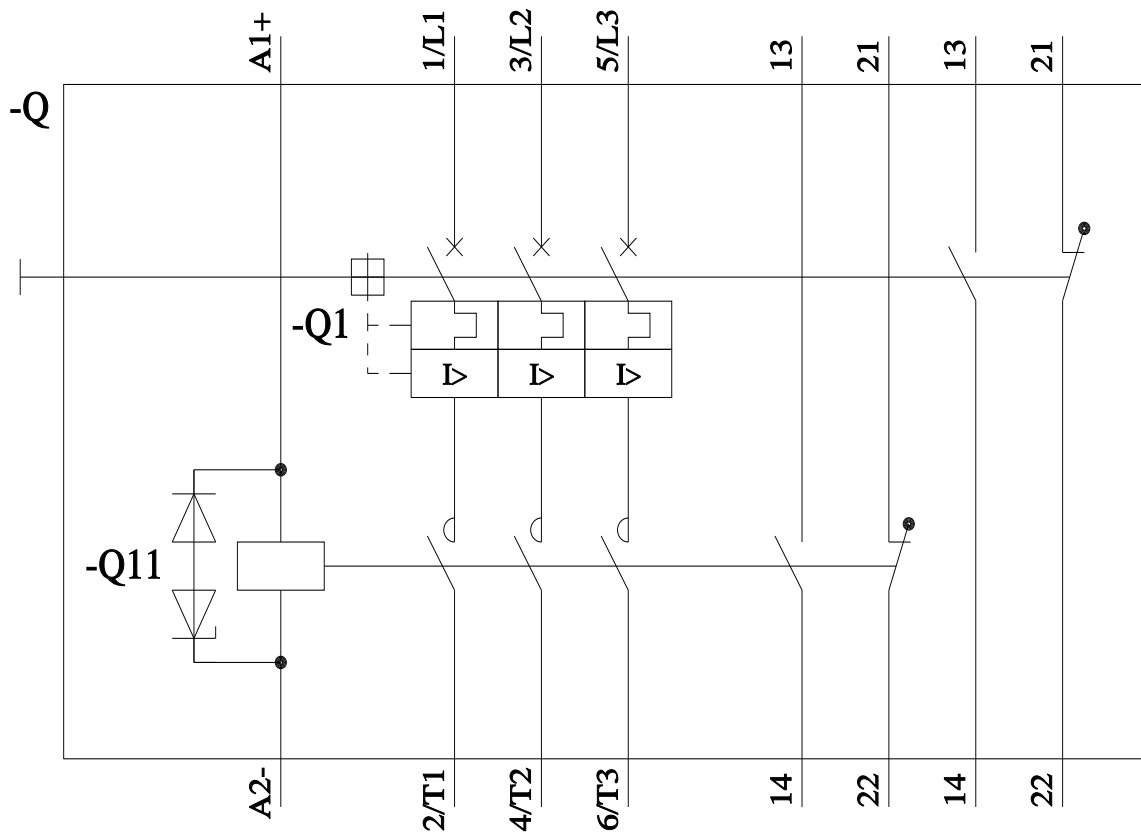 A1+
1/L1
3/L2
5/L3
13
21
13
21
-Q
-Q1
I>
I>
I>
-Q11
A2-
2/T1
4/T2
6/T3
14
22
14
22